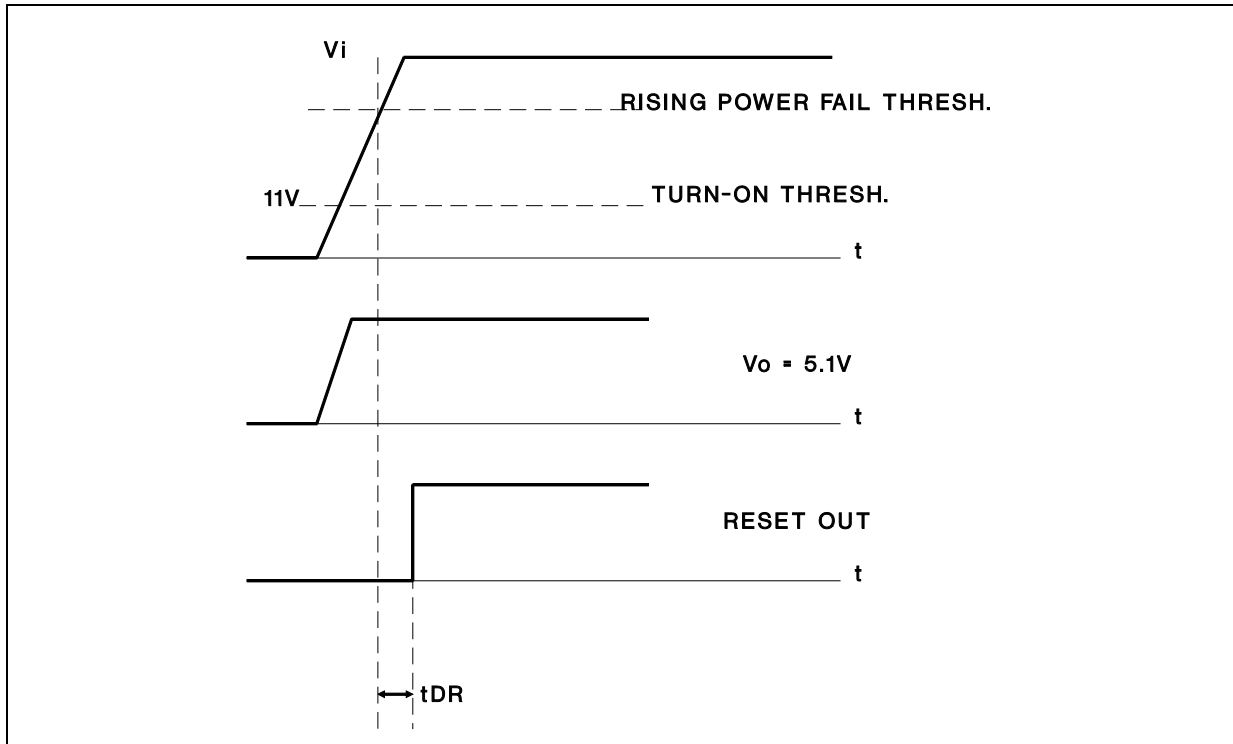 Vi
RISING POWER FAIL THRESH.
11V
TURN-ON THRESH.
t
Vo = 5.1V
t
RESET OUT
t
tDR